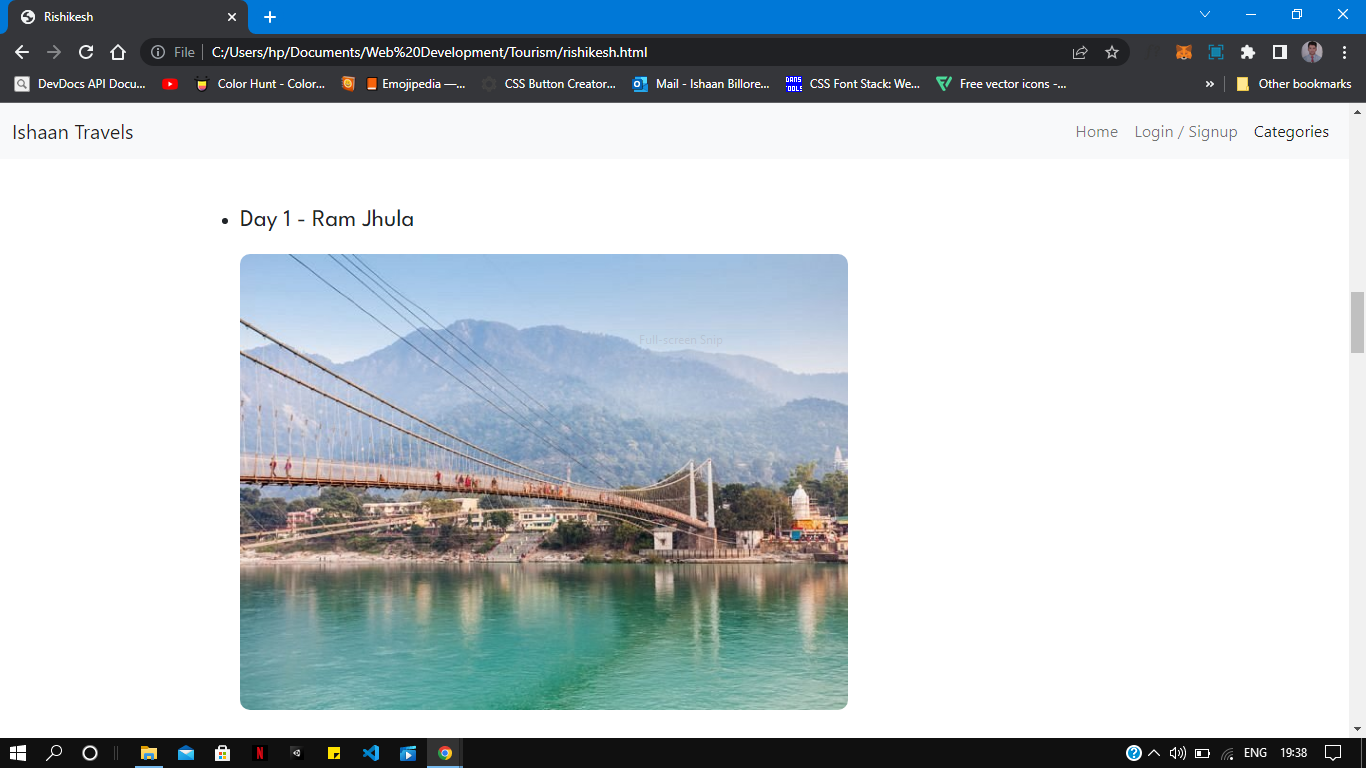 Rishikesh
File C:/Users/hp/Documents/Web%20Development/Tourism/rishikesh.html
DevDocs API Docu... Color Hunt - Color... Emojipedia —... CSS Button Creator... Mail - Ishaan Billore... DANS TOOLS CSS Font Stack: We... Free vector icons -... » Other bookmarks
Ishaan Travels Home Login / Signup Categories
• Day 1 - Ram Jhula
Full-screen Snip
ENG 19:38